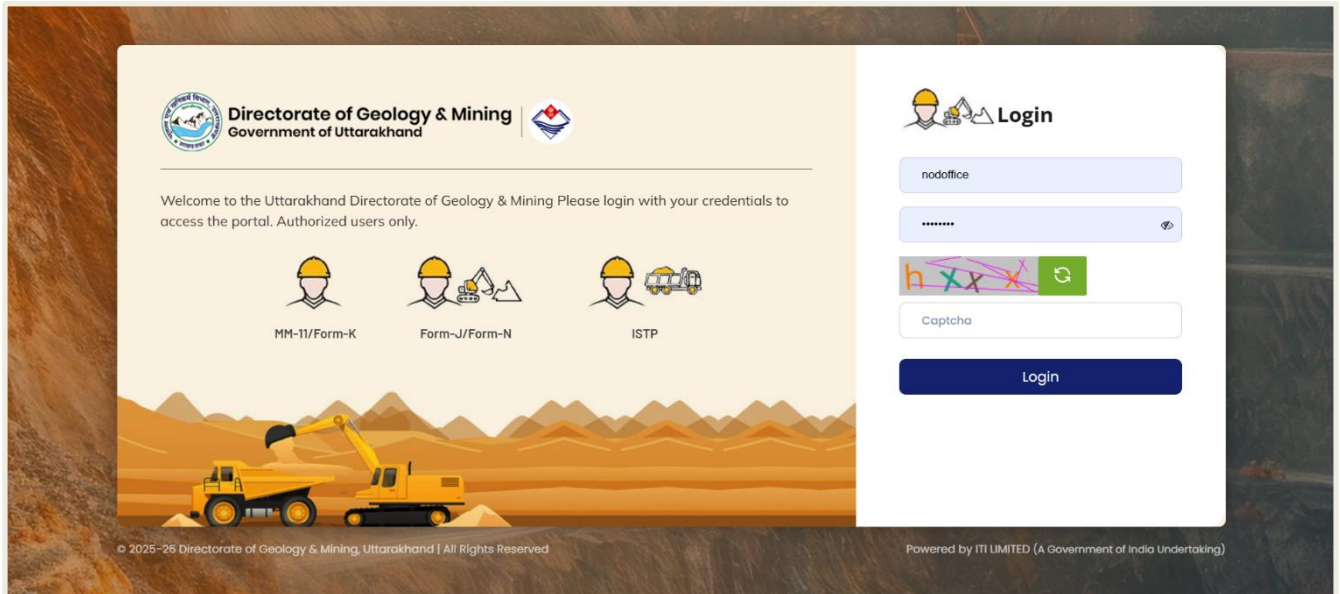 Directorate of Geology & Mining
Government of Uttarakhand
Welcome to the Uttarakhand Directorate of Geology & Mining Please login with your credentials to
access the portal. Authorized users only.
MM-11/Form-K
Form-J/Form-N
ISTP
Login
nodoffice
••••••••
h x x x
Captcha
Login
© 2025-26 Directorate of Geology & Mining, Uttarakhand | All Rights Reserved
Powered by ITI LIMITED (A Government of India Undertaking)